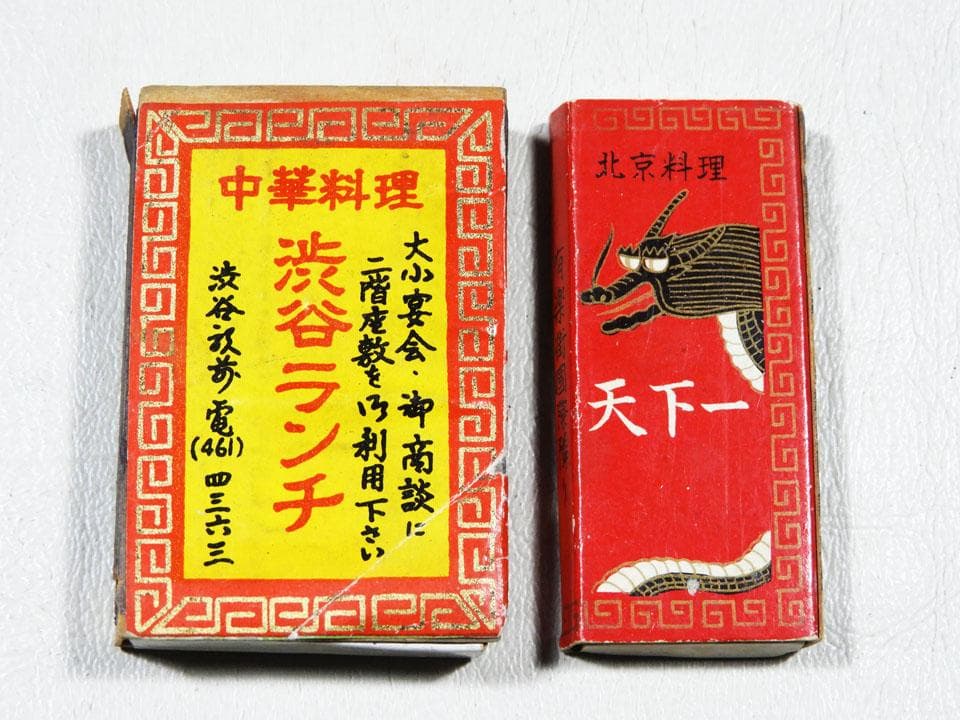 中華料理
大小宴会・御商談に
二階座敷を御利用下さい
渋谷ランチ
渋谷駅前 電(461)四三六三
北京料理
天下一